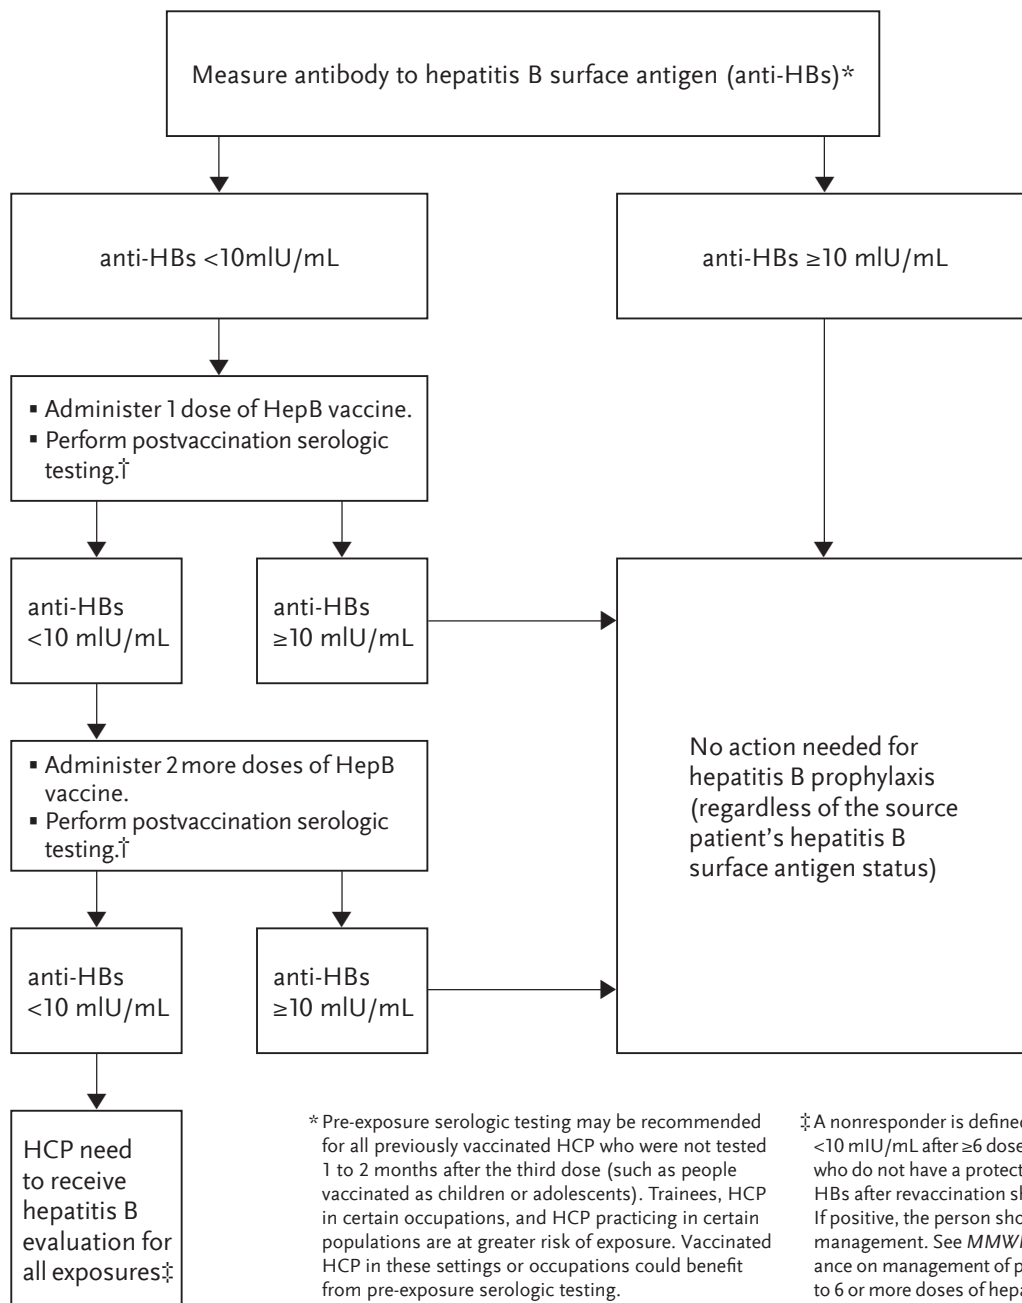 Measure antibody to hepatitis B surface antigen (anti-HBs)*
anti-HBs <10mlU/mL
anti-HBs ≥10 mlU/mL
▪ Administer 1 dose of HepB vaccine.
▪ Perform postvaccination serologic
testing.†
anti-HBs
<10 mlU/mL
anti-HBs
≥10 mlU/mL
No action needed for
hepatitis B prophylaxis
(regardless of the source
patient's hepatitis B
surface antigen status)
▪ Administer 2 more doses of HepB
vaccine.
▪ Perform postvaccination serologic
testing.†
anti-HBs
<10 mlU/mL
anti-HBs
≥10 mlU/mL
HCP need
to receive
hepatitis B
evaluation for
all exposures‡
* Pre-exposure serologic testing may be recommended
for all previously vaccinated HCP who were not tested
1 to 2 months after the third dose (such as people
vaccinated as children or adolescents). Trainees, HCP
in certain occupations, and HCP practicing in certain
populations are at greater risk of exposure. Vaccinated
HCP in these settings or occupations could benefit
from pre-exposure serologic testing.
‡ A nonresponder is defined
<10 mIU/mL after ≥6 dose
who do not have a protect
HBs after revaccination
If positive, the person sho
management. See
ance on management of p
to 6 or more doses of hepa